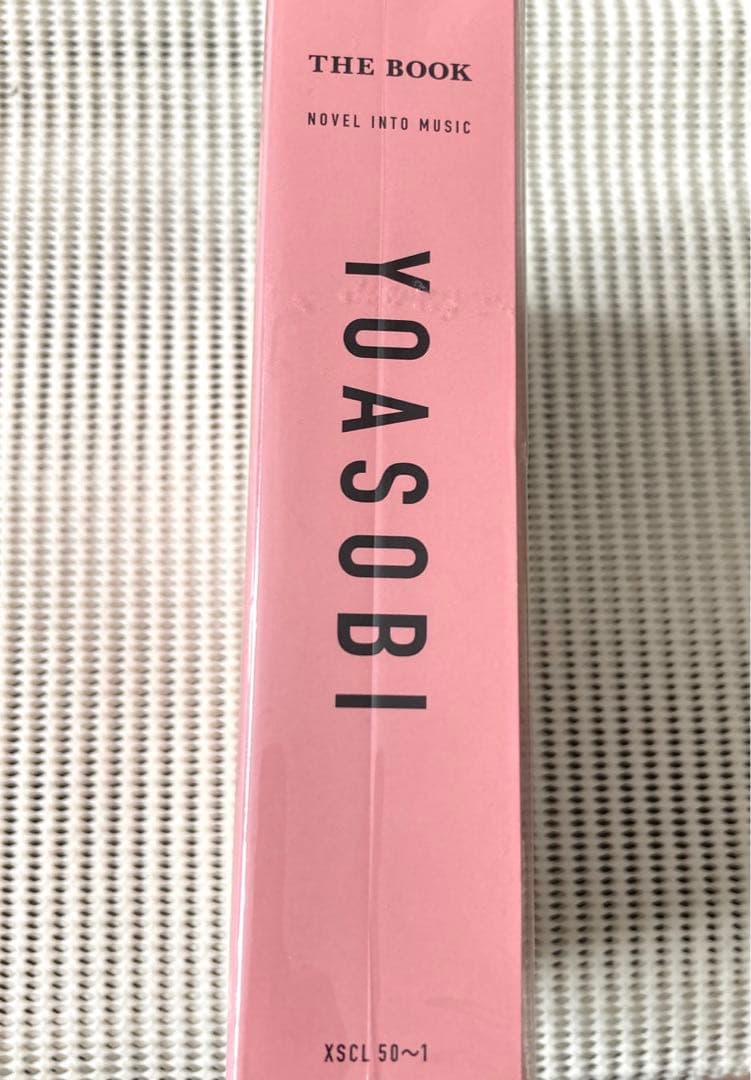 THE BOOK
NOVEL INTO MUSIC
YOASOBI
XSCL 50〜1